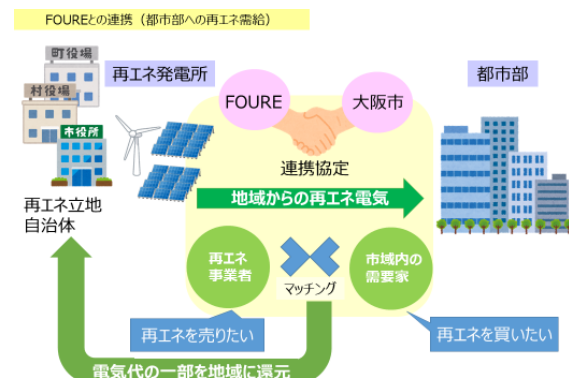 FOUREとの連携（都市部への再エネ需給）
町役場
村役場
市役所
再エネ発電所
FOURE
大阪市
都市部
連携協定
再エネ立地
自治体
地域からの再エネ電気
再エネ
事業者
マッチング
市域内の
需要家
再エネを売りたい
再エネを買いたい
電気代の一部を地域に還元